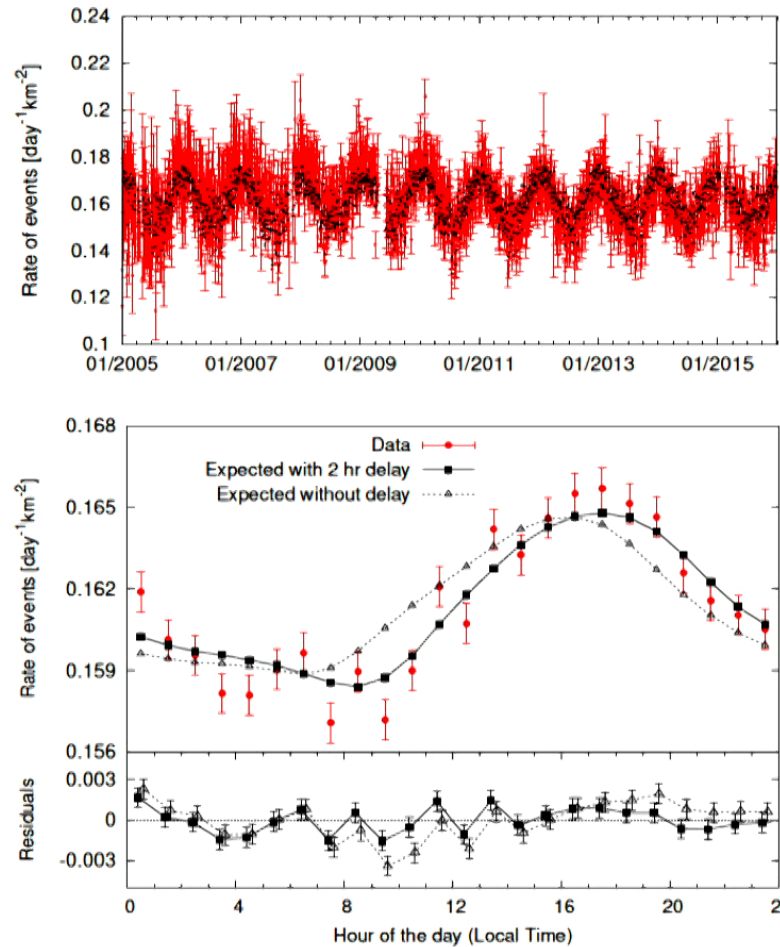 0.24
0.22
0.2
0.18
0.16
0.14
0.12
0.1
Rate of events [day⁻¹km⁻²]
01/2005 01/2007 01/2009 01/2011 01/2013 01/2015
0.168
0.165
0.162
0.159
0.156
Rate of events [day⁻¹km⁻²]
Data
Expected with 2 hr delay
Expected without delay
0.003
0
-0.003
Residuals
0 4 8 12 16 20 2
Hour of the day (Local Time)